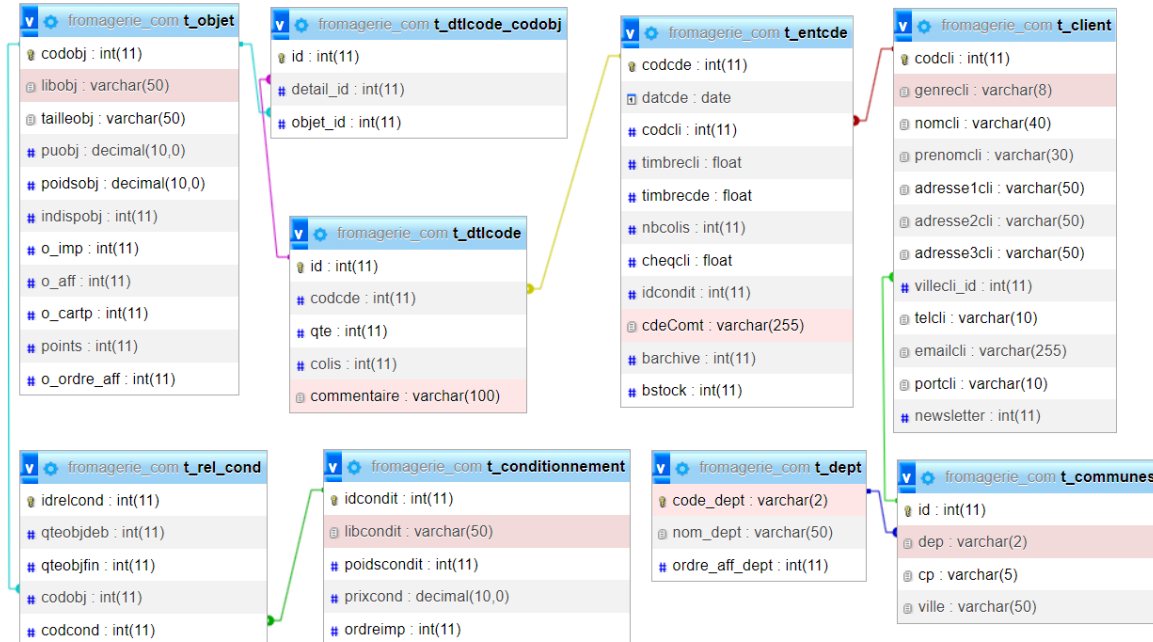 fromagerie_com t_objet
codobj : int(11)
libobj : varchar(50)
tailleobj : varchar(50)
puobj : decimal(10,0)
poidsobj : decimal(10,0)
indispobj : int(11)
o_imp : int(11)
o_aff : int(11)
o_cartp : int(11)
points : int(11)
o_ordre_aff : int(11)
fromagerie_com t_dtlcode_codobj
id : int(11)
detail_id : int(11)
objet_id : int(11)
fromagerie_com t_dtlcode
id : int(11)
codcde : int(11)
qte : int(11)
colis : int(11)
commentaire : varchar(100)
fromagerie_com t_entcde
codcde : int(11)
datcde : date
codcli : int(11)
timbrecli : float
timbrecde : float
nbcolis : int(11)
cheqcli : float
idcondit : int(11)
cdeComt : varchar(255)
barchive : int(11)
bstock : int(11)
fromagerie_com t_client
codcli : int(11)
genrecli : varchar(8)
nomcli : varchar(40)
prenomcli : varchar(30)
adresse1cli : varchar(50)
adresse2cli : varchar(50)
adresse3cli : varchar(50)
villecli_id : int(11)
telcli : varchar(10)
emailcli : varchar(255)
portcli : varchar(10)
newsletter : int(11)
fromagerie_com t_rel_cond
idrelcond : int(11)
qteobjdeb : int(11)
qteobjfin : int(11)
codobj : int(11)
codcond : int(11)
fromagerie_com t_conditionnement
idcondit : int(11)
libcondit : varchar(50)
poidscondit : int(11)
prixcond : decimal(10,0)
ordreimp : int(11)
fromagerie_com t_dept
code_dept : varchar(2)
nom_dept : varchar(50)
ordre_aff_dept : int(11)
fromagerie_com t_communes
id : int(11)
dep : varchar(2)
cp : varchar(5)
ville : varchar(50)